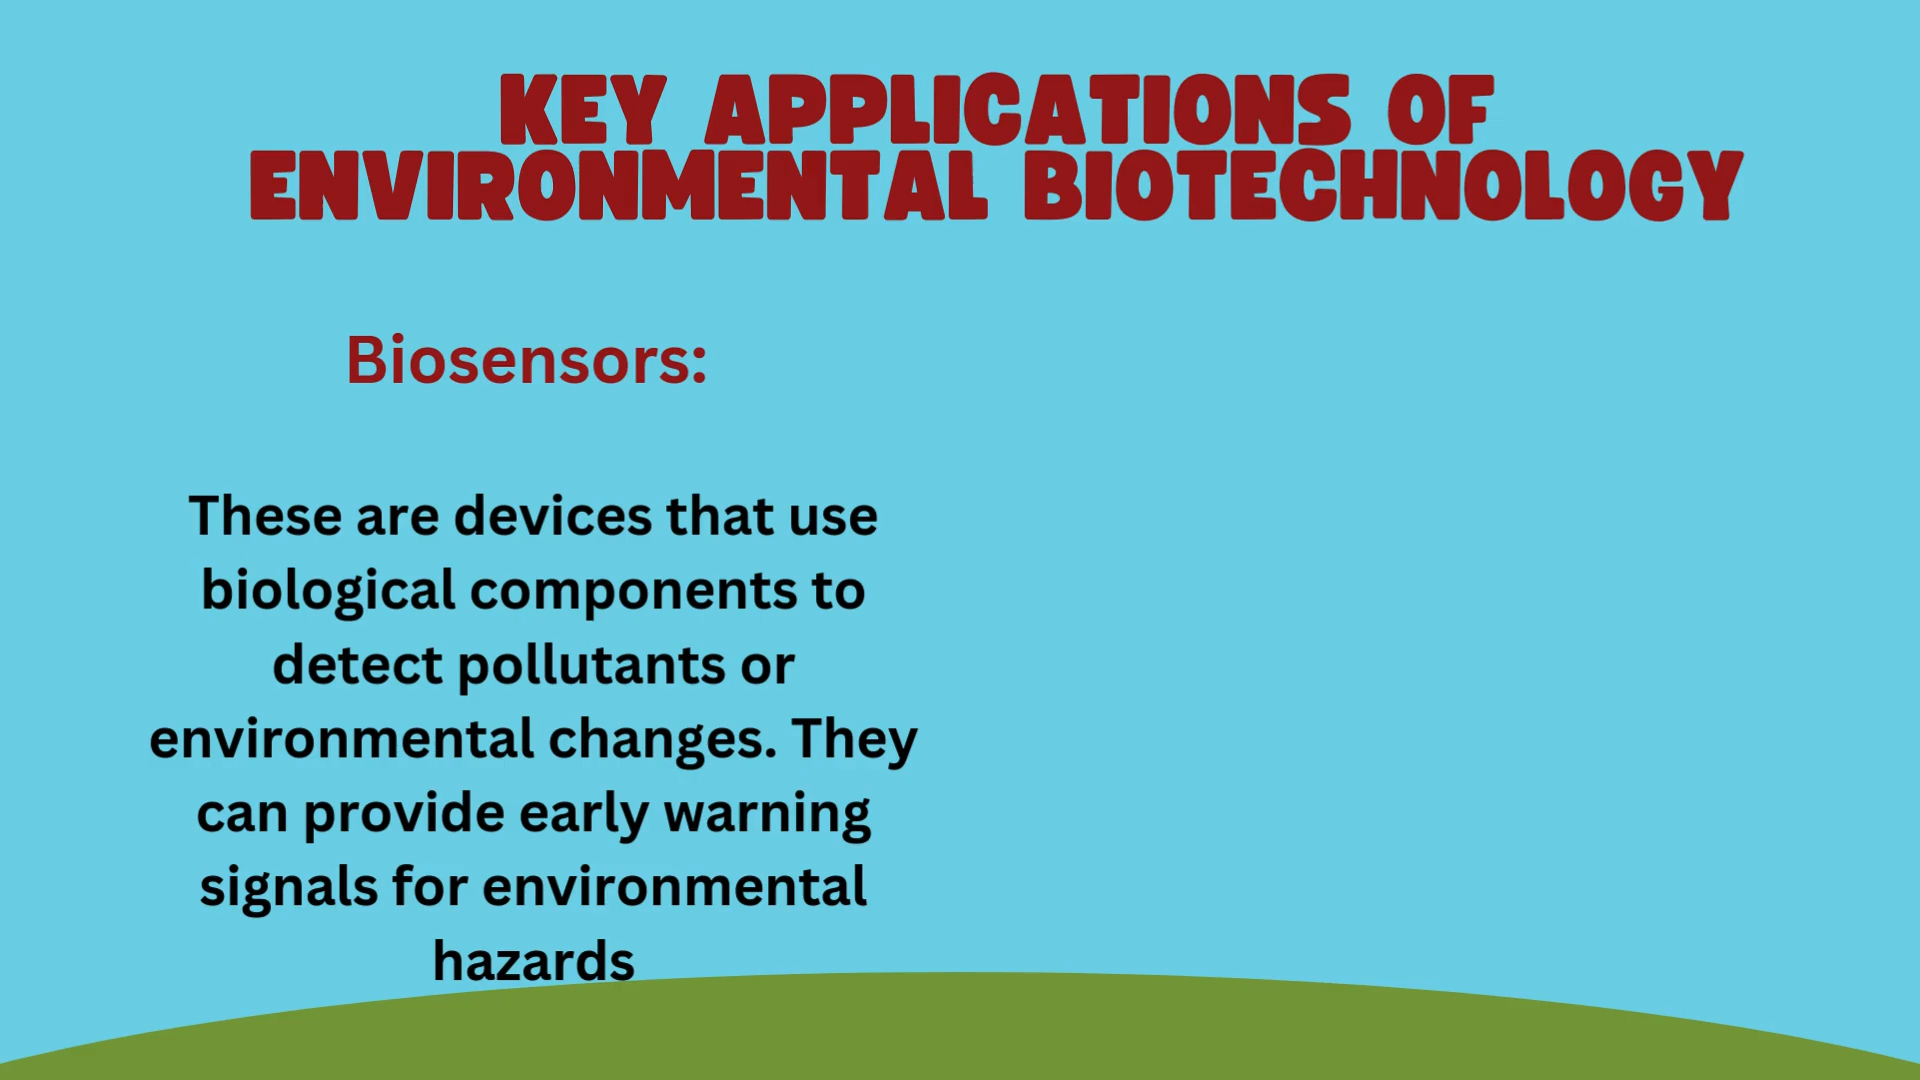 KEY APPLICATIONS OF
ENVIRONMENTAL BIOTECHNOLOGY
Biosensors:
These are devices that use
biological components to
detect pollutants or
environmental changes. They
can provide early warning
signals for environmental
hazards